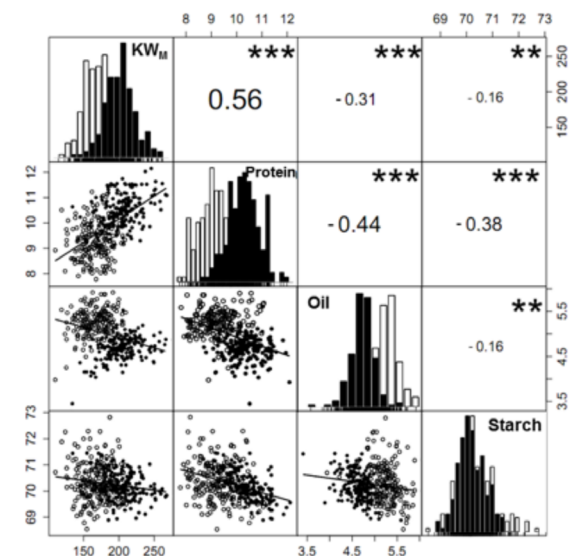 8 9 10 11 12
69 70 71 72 73
KWM
***
***
**
0.56
-0.31
-0.16
150 200 250
Protein
***
***
-0.44
-0.38
8 9 10 11 12
Oil
**
-0.16
3.5 4.5 5.5
Starch
69 70 71 72 73
150 200 250
3.5 4.5 5.5